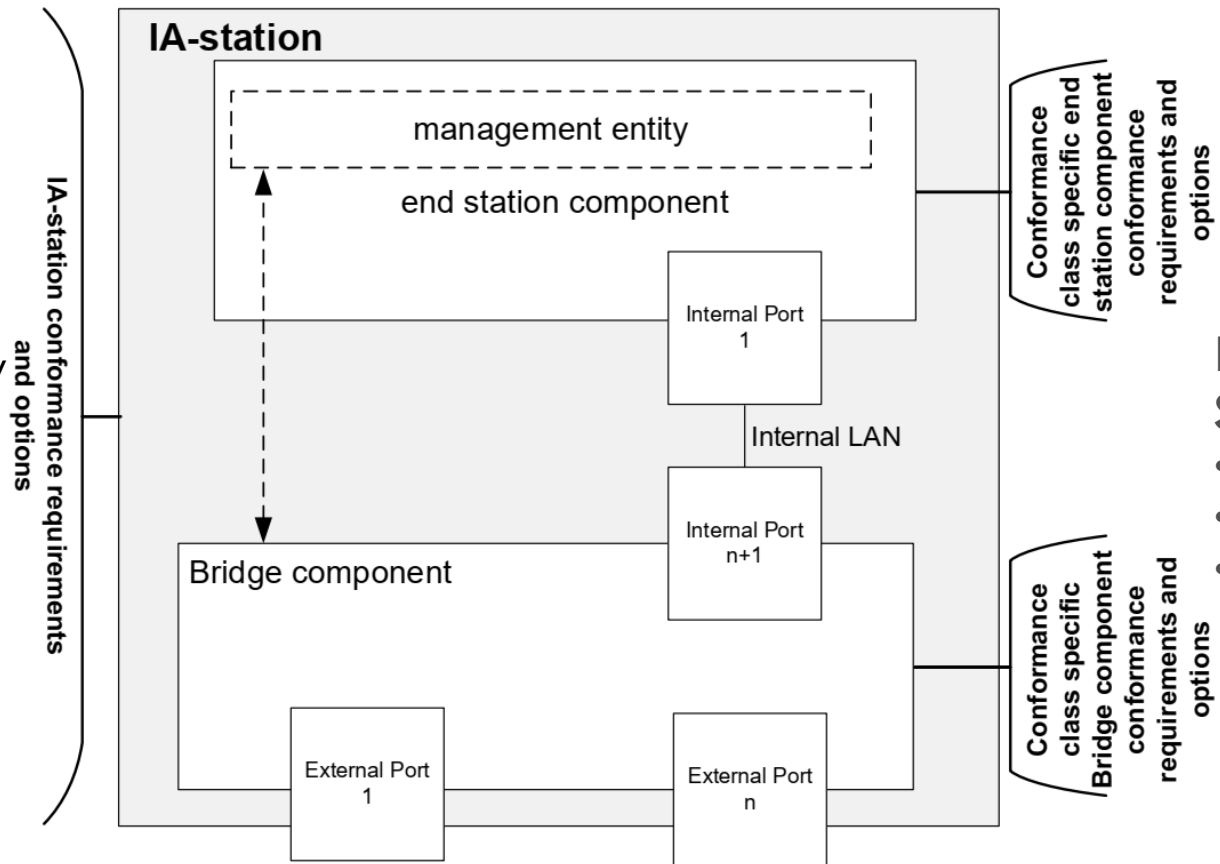 IA-station
management entity
end station component
Internal Port
1
Internal LAN
Internal Port
n+1
Bridge component
External Port
1
External Port
n
IA-station conformance requirements
and options
Conformance
class specific end
station component
conformance
requirements and
options
Conformance
class specific
Bridge component
conformance
requirements and
options